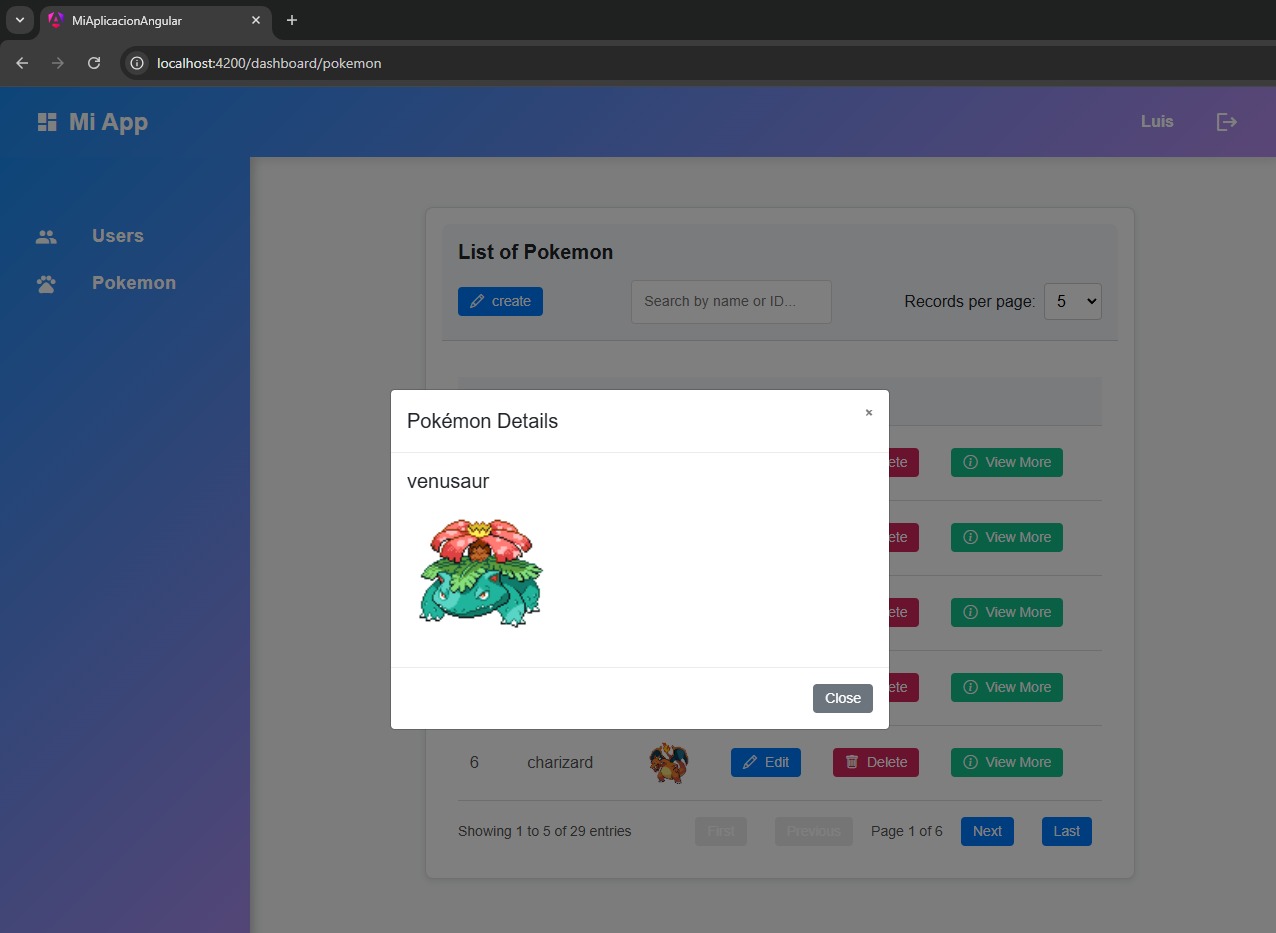 MiAplicacionAngular
localhost:4200/dashboard/pokemon
Mi App
Luis
Users
Pokemon
List of Pokemon
create
Search by name or ID...
Records per page: 5
Pokémon Details
×
venusaur
ete View More
ete View More
ete View More
ete View More
Close
6 charizard Edit Delete View More
Showing 1 to 5 of 29 entries First Previous Page 1 of 6 Next Last